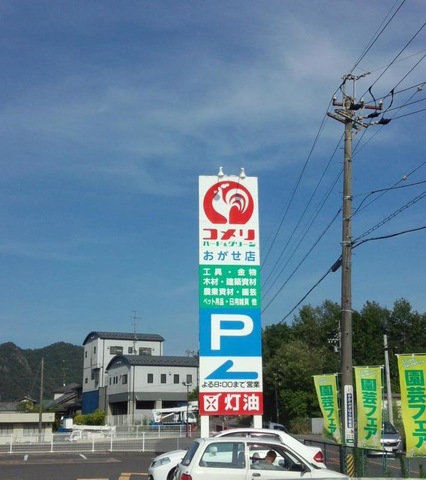 コメリ
ハード&グリーン
おがせ店
工具・金物
木材・建築資材
農業資材・園芸
ペット用品・日用雑貨 他
P
よる8:00まで営業
灯油
園芸フェア
園芸フェア
園芸フェア